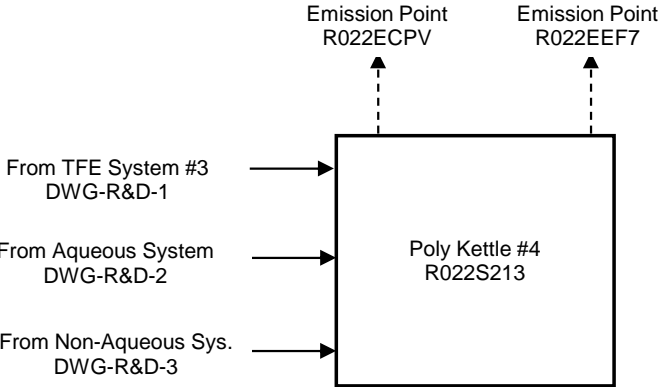 Emission Point
R022ECPV
Emission Point
R022EEF7
From TFE System #3
DWG-R&D-1
From Aqueous System
DWG-R&D-2
From Non-Aqueous Sys.
DWG-R&D-3
Poly Kettle #4
R022S213